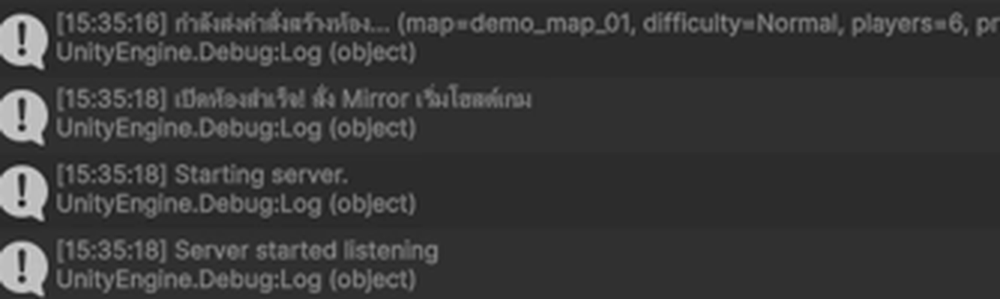 [15:35:16] กำลังส่งคำสั่งสร้างห้อง... (map=demo_map_01, difficulty=Normal, players=6, pr
UnityEngine.Debug:Log (object)
[15:35:18] เปิดห้องสำเร็จ! สั่ง Mirror เริ่มโฮสต์เกม
UnityEngine.Debug:Log (object)
[15:35:18] Starting server.
UnityEngine.Debug:Log (object)
[15:35:18] Server started listening
UnityEngine.Debug:Log (object)